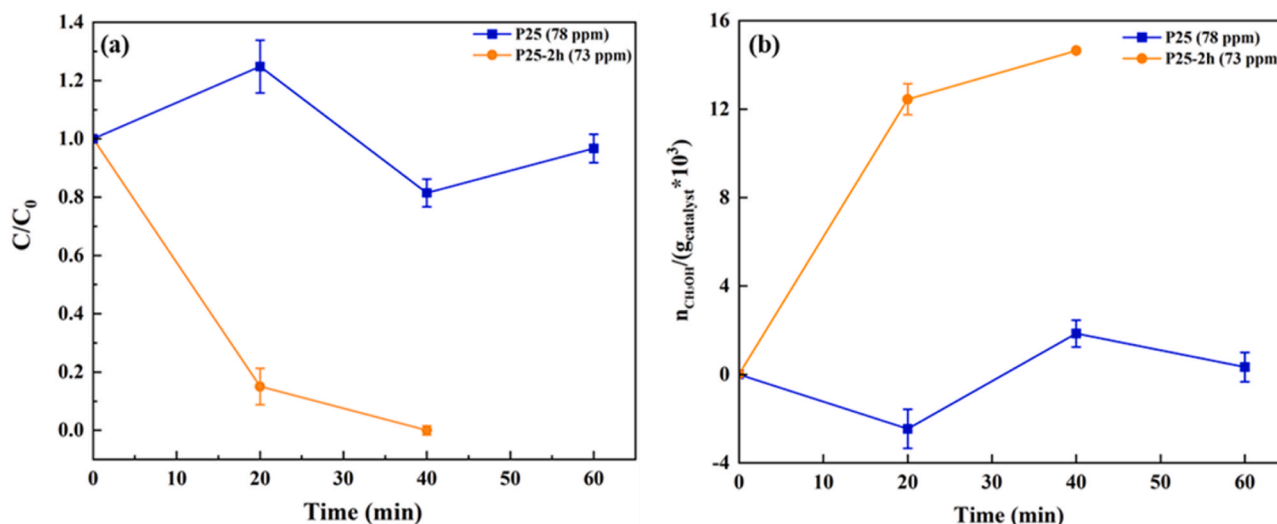 (a)
P25 (78 ppm)
P25-2h (73 ppm)
C/C₀
1.4
1.2
1.0
0.8
0.6
0.4
0.2
0.0
0 10 20 30 40 50 60
Time (min)
(b)
P25 (78 ppm)
P25-2h (73 ppm
n_CH₃OH/(g_catalyst*10³)
16
12
8
4
0
-4
0 10 20 30 40 50 60
Time (min)